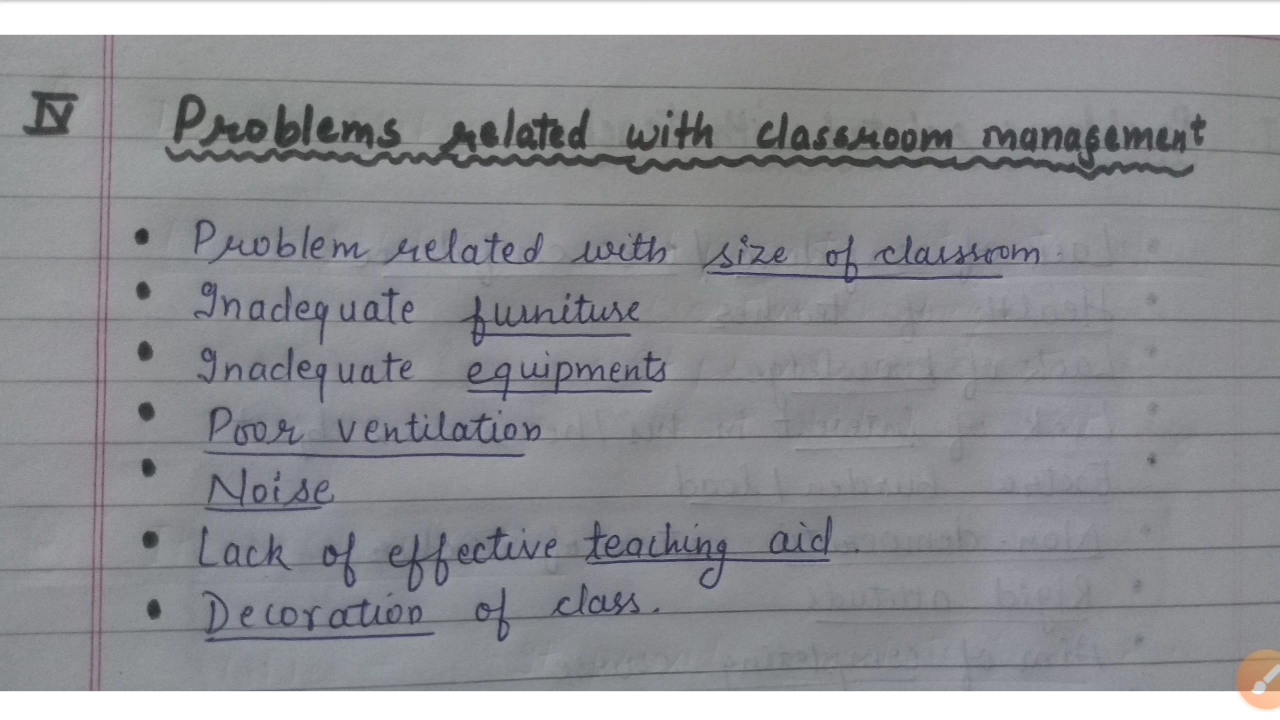 IV Problems related with classroom management
• Problem related with size of classroom.
• Inadequate furniture
• Inadequate equipments
• Poor ventilation
• Noise
• Lack of effective teaching aid.
• Decoration of class.